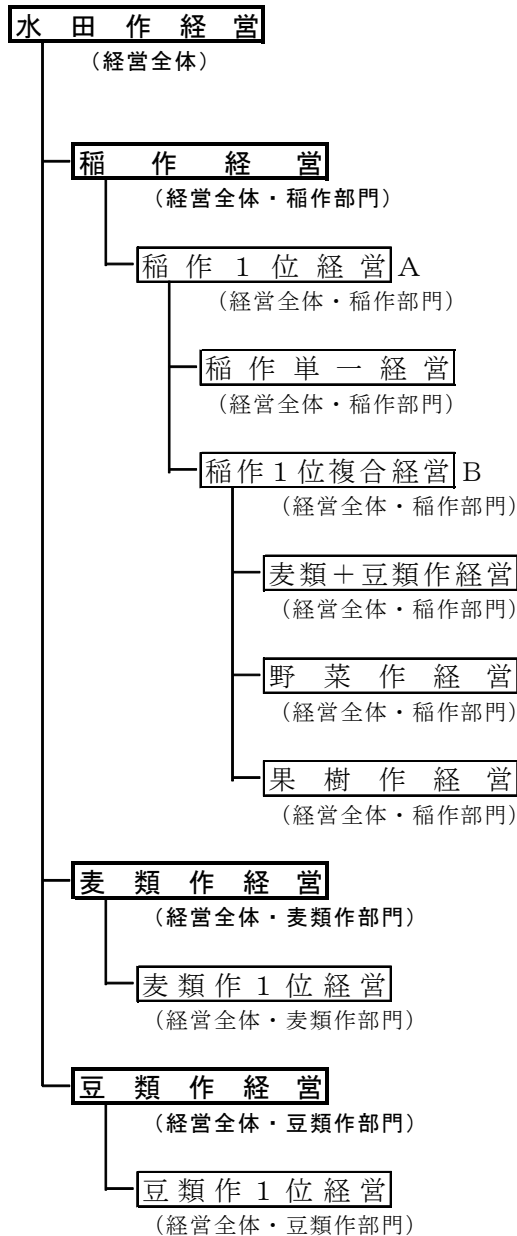 水田作経営
（経営全体）
稲作経営
（経営全体・稲作部門）
稲作１位経営 A
（経営全体・稲作部門）
稲作単一経営
（経営全体・稲作部門）
稲作１位複合経営 B
（経営全体・稲作部門）
麦類＋豆類作経営
（経営全体・稲作部門）
野菜作経営
（経営全体・稲作部門）
果樹作経営
（経営全体・稲作部門）
麦類作経営
（経営全体・麦類作部門）
麦類作１位経営
（経営全体・麦類作部門）
豆類作経営
（経営全体・豆類作部門）
豆類作１位経営
（経営全体・豆類作部門）